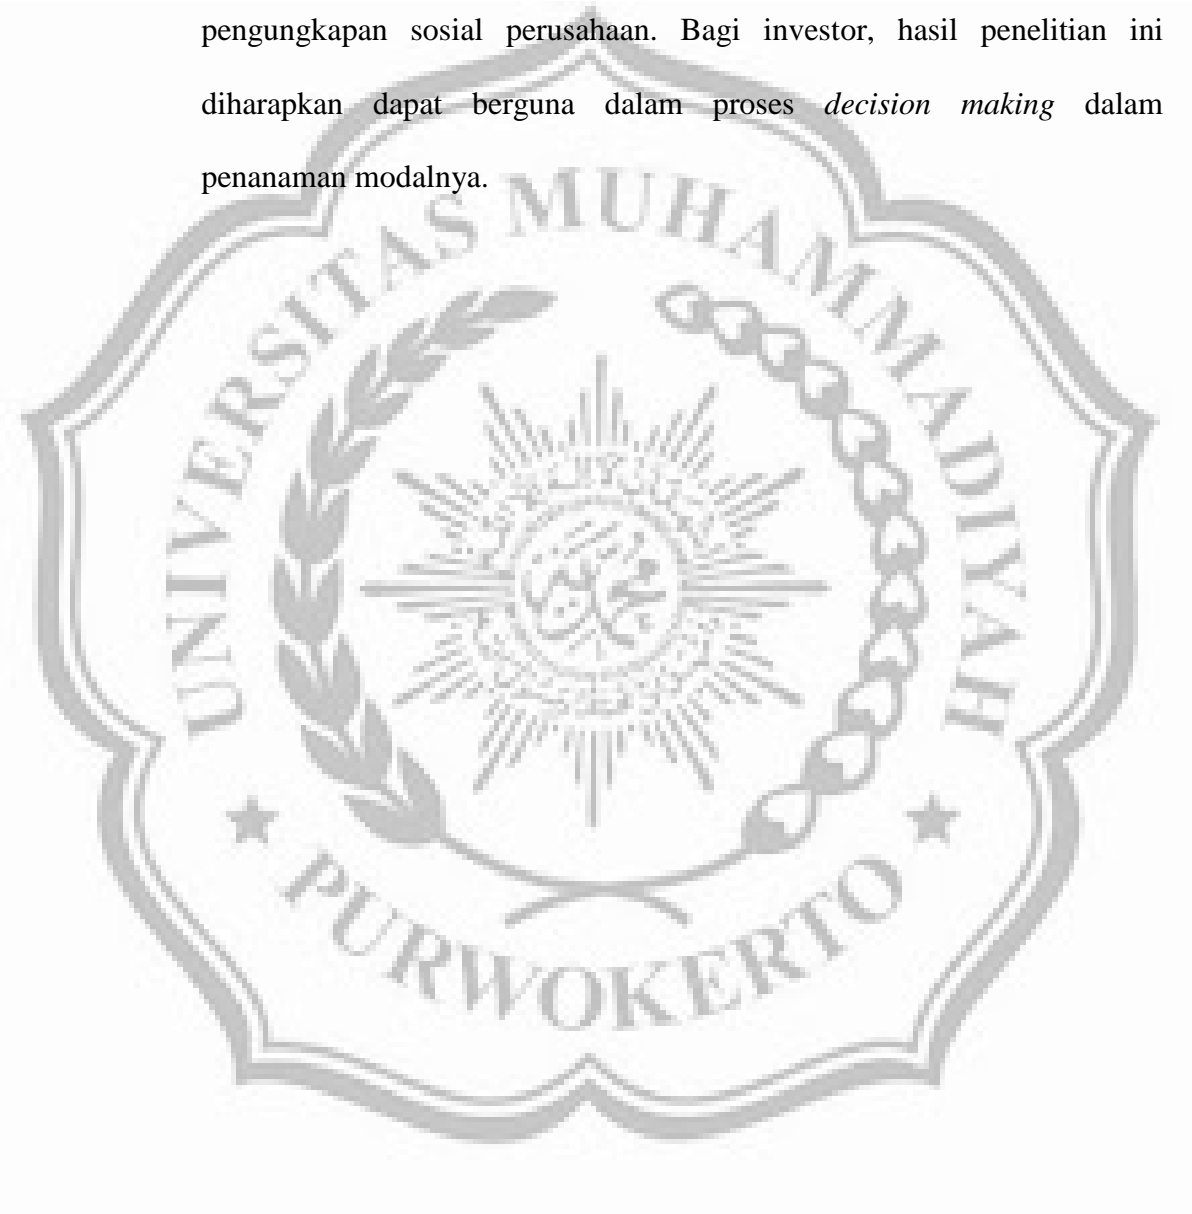 pengungkapan sosial perusahaan. Bagi investor, hasil penelitian ini
diharapkan dapat berguna dalam proses decision making dalam
penanaman modalnya.
UNIVERSITAS MUHAMMADIYAH
PURWOKERTO